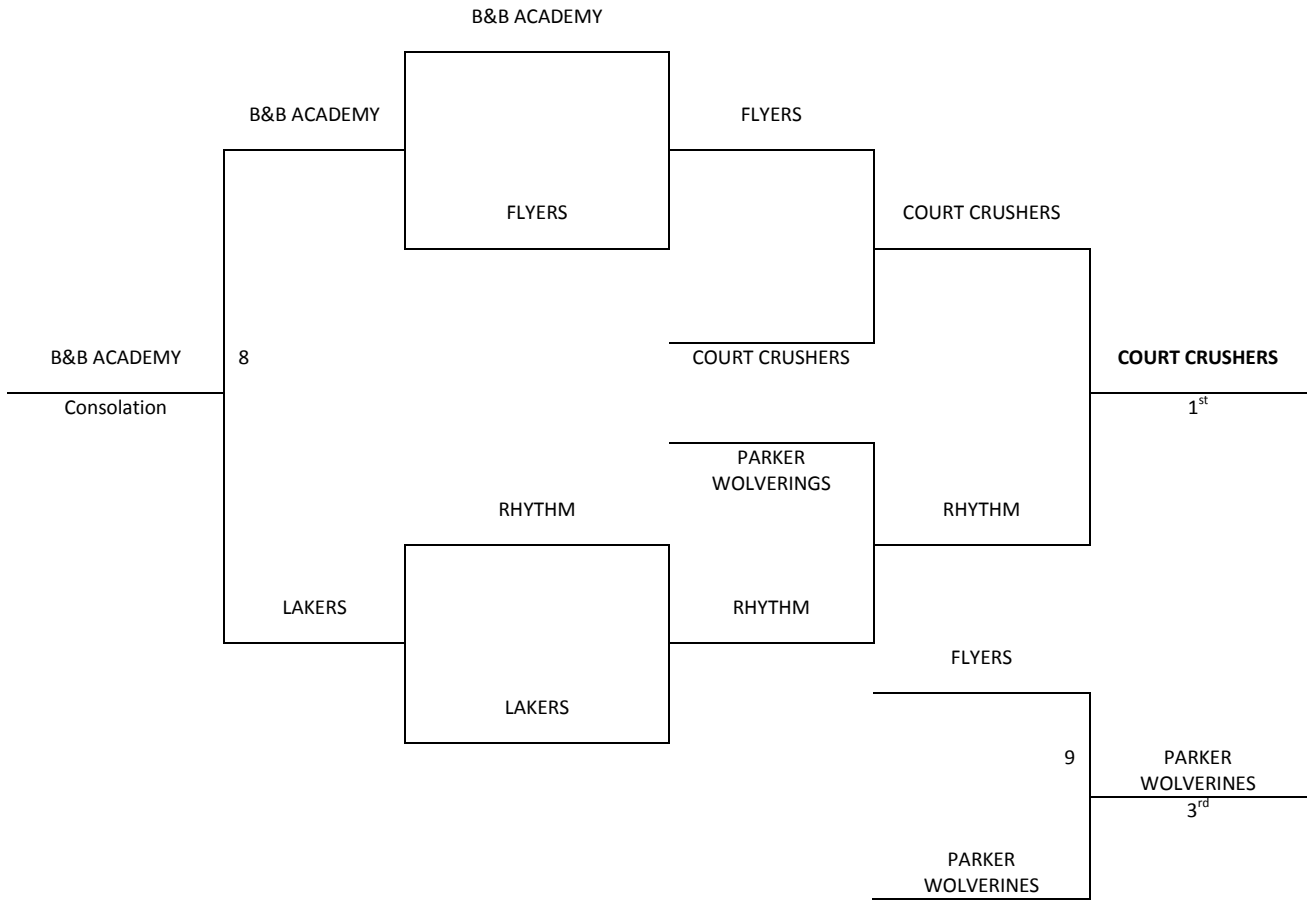 B&B ACADEMY
B&B ACADEMY
FLYERS
FLYERS
COURT CRUSHERS
B&B ACADEMY
8
COURT CRUSHERS
COURT CRUSHERS
Consolation
1st
PARKER
WOLVERINGS
RHYTHM
RHYTHM
LAKERS
RHYTHM
FLYERS
LAKERS
9
PARKER
WOLVERINES
3rd
PARKER
WOLVERINES